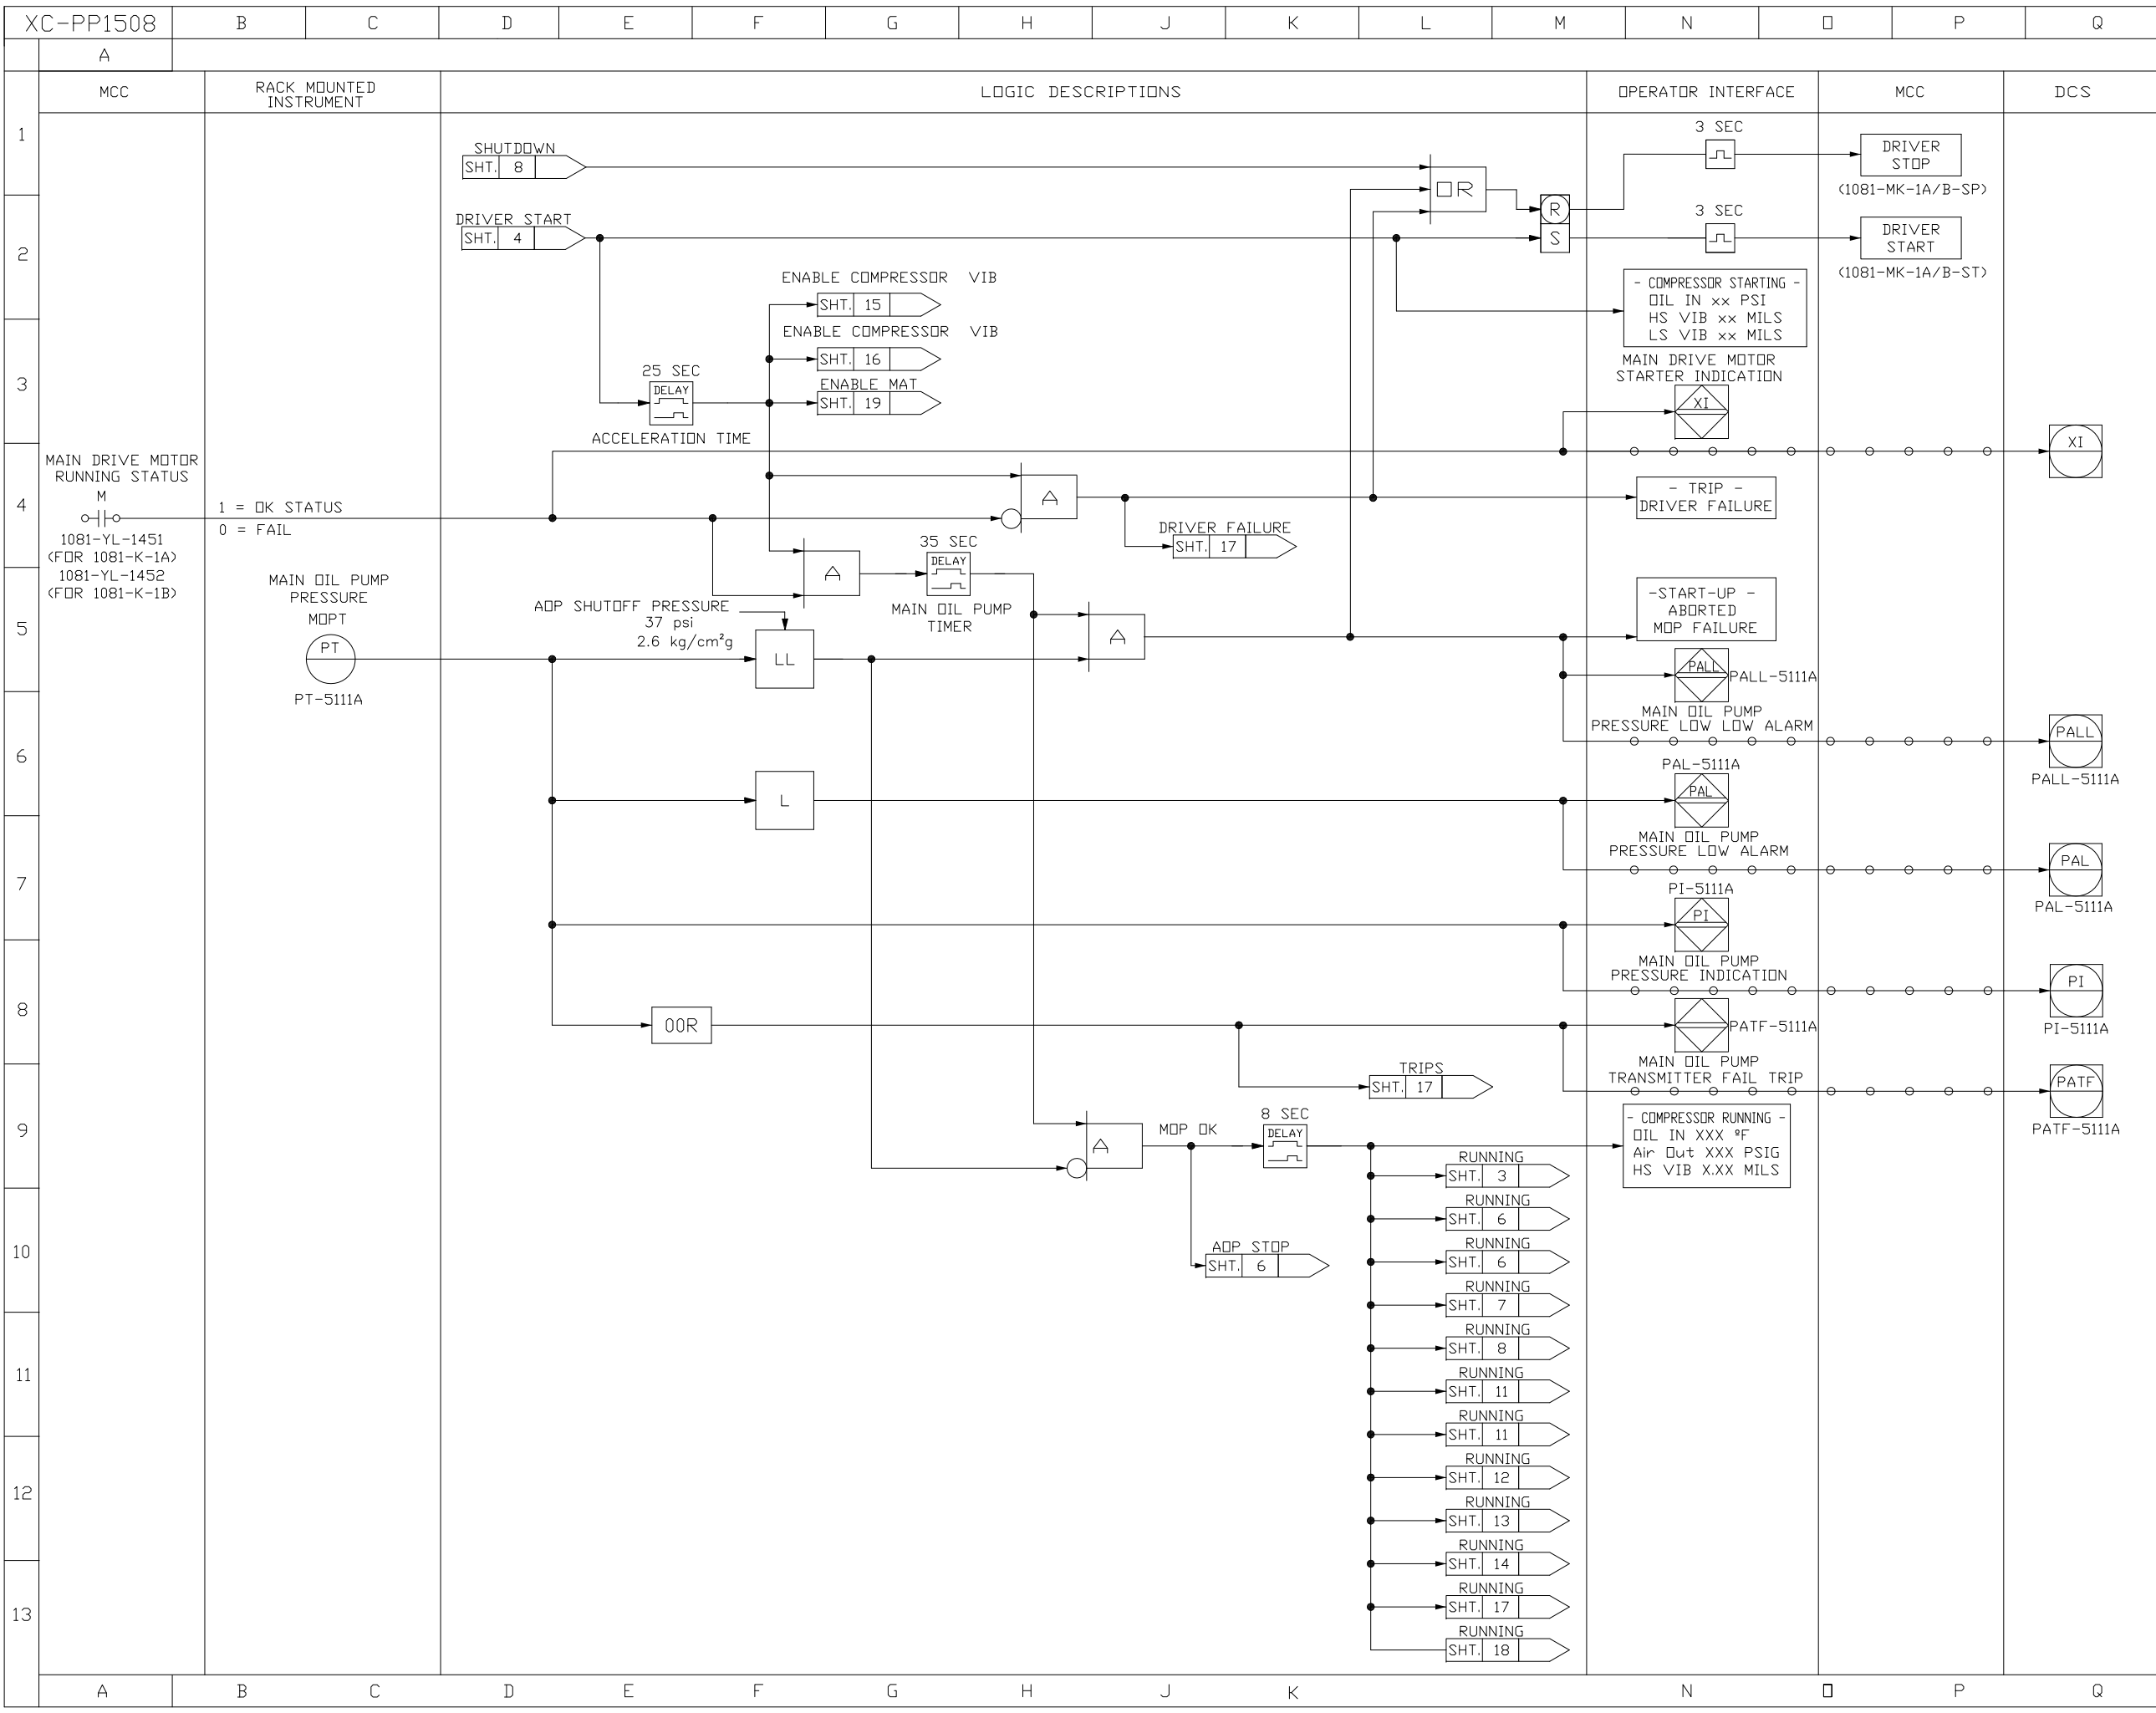 XC-PP1508 B C D E F G H J K L M N O P Q
A
MCC
RACK MOUNTED
INSTRUMENT
LOGIC DESCRIPTIONS
OPERATOR INTERFACE
MCC
DCS
1
SHUTDOWN
SHT. 8
OR
3 SEC
DRIVER
STOP
(1081-MK-1A/B-SP)
2
DRIVER START
SHT. 4
R
S
3 SEC
DRIVER
START
(1081-MK-1A/B-ST)
ENABLE COMPRESSOR VIB
SHT. 15
- COMPRESSOR STARTING -
OIL IN xx PSI
HS VIB xx MILS
LS VIB xx MILS
ENABLE COMPRESSOR VIB
SHT. 16
3
25 SEC
DELAY
ACCELERATION TIME
ENABLE MAT
SHT. 19
MAIN DRIVE MOTOR
STARTER INDICATION
XI
XI
4
MAIN DRIVE MOTOR
RUNNING STATUS
M
1081-YL-1451
(FOR 1081-K-1A)
1081-YL-1452
(FOR 1081-K-1B)
1 = OK STATUS
0 = FAIL
A
- TRIP -
DRIVER FAILURE
DRIVER FAILURE
SHT. 17
A
35 SEC
DELAY
MAIN OIL PUMP
TIMER
5
MAIN OIL PUMP
PRESSURE
MOPT
PT
PT-5111A
AOP SHUTOFF PRESSURE
37 psi
2.6 kg/cm²g
LL
A
-START-UP -
ABORTED
MOP FAILURE
PALL
PALL-5111A
MAIN OIL PUMP
PRESSURE LOW LOW ALARM
6
PALL
PALL-5111A
L
PAL-5111A
PAL
MAIN OIL PUMP
PRESSURE LOW ALARM
7
PAL
PAL-5111A
PI-5111A
PI
MAIN OIL PUMP
PRESSURE INDICATION
8
PI
PI-5111A
OOR
PATF-5111A
MAIN OIL PUMP
TRANSMITTER FAIL TRIP
TRIPS
SHT. 17
PATF
PATF-5111A
9
A
MOP OK
8 SEC
DELAY
- COMPRESSOR RUNNING -
OIL IN XXX ºF
Air Out XXX PSIG
HS VIB X.XX MILS
RUNNING
SHT. 3
RUNNING
SHT. 6
10
AOP STOP
SHT. 6
RUNNING
SHT. 6
RUNNING
SHT. 7
RUNNING
SHT. 8
11
RUNNING
SHT. 11
RUNNING
SHT. 11
RUNNING
SHT. 12
12
RUNNING
SHT. 13
RUNNING
SHT. 14
13
RUNNING
SHT. 17
RUNNING
SHT. 18
A B C D E F G H J K N O P Q